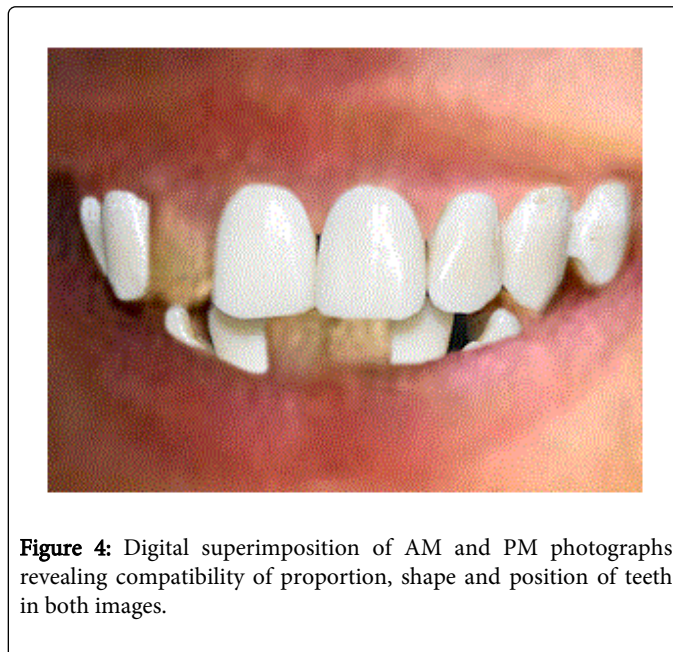 Figure 4: Digital superimposition of AM and PM photographs
revealing compatibility of proportion, shape and position of teeth
in both images.